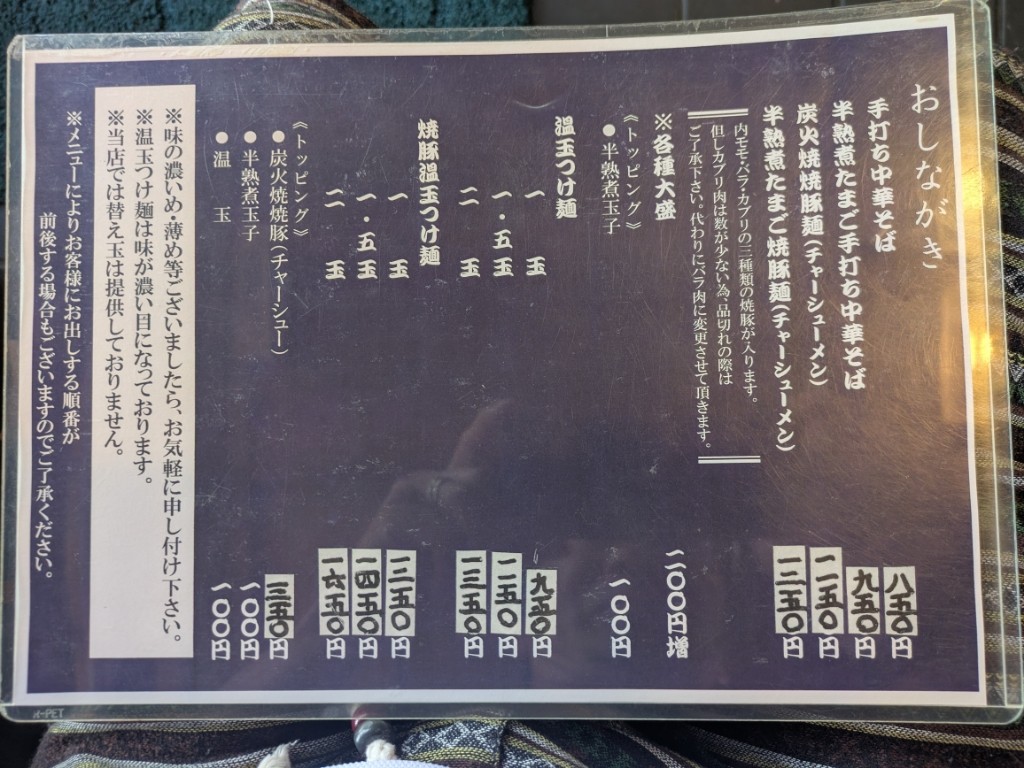 おしながき
手打ち中華そば 八五〇円
半熟煮たまご手打ち中華そば 九五〇円
炭火焼焼豚麺(チャーシューメン) 一一五〇円
半熟煮たまご焼豚麺(チャーシューメン) 一二五〇円
内モモ・バラ・カブリの三種類の焼豚が入ります。
但しカブリ肉は数が少ない為、品切れの際は
ご了承下さい。代わりにバラ肉に変更させて頂きます。
※各種大盛 二〇〇円増
《トッピング》
●半熟煮玉子 一〇〇円
温玉つけ麺
一玉 九五〇円
一・五玉 一一五〇円
二玉 一三五〇円
焼豚温玉つけ麺
一玉 一二五〇円
一・五玉 一四五〇円
二玉 一六五〇円
《トッピング》
●炭火焼焼豚(チャーシュー) 三五〇円
●半熟煮玉子 一〇〇円
●温玉 一〇〇円
※味の濃いめ・薄め等ございましたら、お気軽に申し付け下さい。
※温玉つけ麺は味が濃い目になっております。
※当店では替え玉は提供しておりません。
※メニューによりお客様にお出しする順番が
前後する場合もございますのでご了承ください。
A-PET